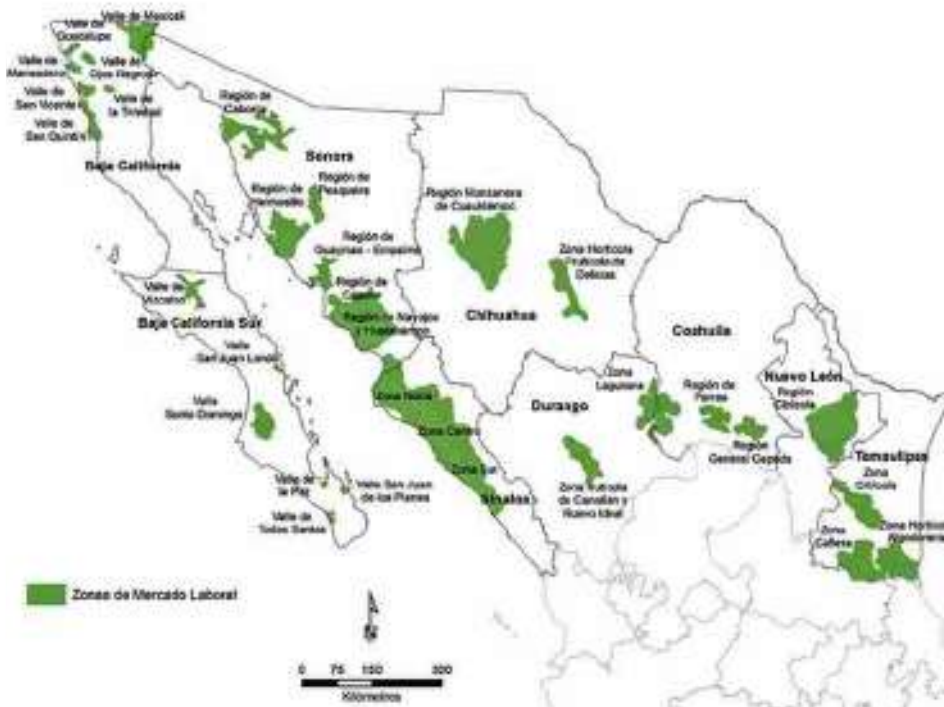 Valle de Mexicali
Valle de
Guadalupe
Valle de
Maneadero
Valle de
Ojos Negros
Valle de
San Vicente
Valle de
la Trinidad
Valle de
San Quintín
Baja California
Región de
Caborca
Sonora
Región de
Pesqueira
Región de
Hermosillo
Región de
Guaymas - Empalme
Región de
Región de Navojoa
y Huatabampo
Región Manzanera
de Cuauhtémoc
Zona Hortícola
Frutícola de
Delicias
Chihuahua
Coahuila
Valle de
Vizcaíno
Baja California Sur
Valle
San Juan Londó
Valle
Santo Domingo
Valle de
la Paz
Valle San Juan
de los Planes
Valle de
Todos Santos
Zona Norte
Zona Centro
Zona Sur
Sinaloa
Durango
Zona
Lagunera
Zona Frutícola
de Canatlán y
Nuevo Ideal
Región de
Parras
Región
General Cepeda
Nuevo León
Región
Citrícola
Tamaulipas
Zona
Citrícola
Zona
Cañera
Zona Hortíc
Zonas de Mercado Laboral
0 75 150 300
Kilómetros